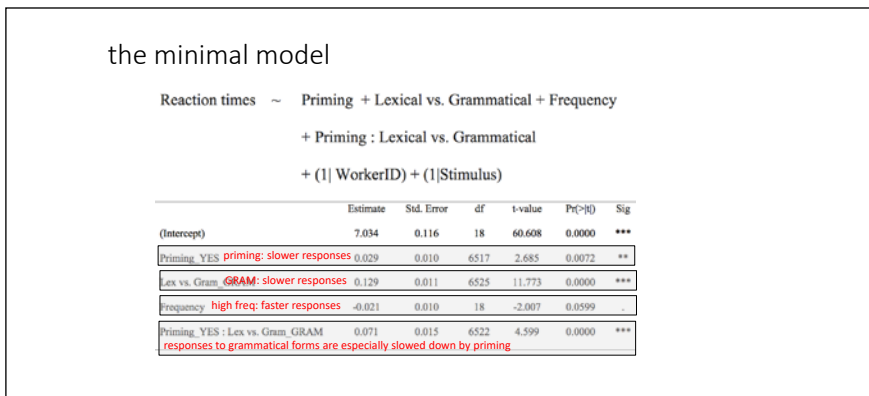 the minimal model
Reaction times ~ Priming + Lexical vs. Grammatical + Frequency
+ Priming : Lexical vs. Grammatical
+ (1| WorkerID) + (1|Stimulus)
Estimate Std. Error df t-value Pr(>|t|) Sig
(Intercept) 7.034 0.116 18 60.608 0.0000 ***
Priming_YES priming: slower responses 0.029 0.010 6517 2.685 0.0072 **
Lex vs. Gram_GRAM GRAM: slower responses 0.129 0.011 6525 11.773 0.0000 ***
Frequency high freq: faster responses -0.021 0.010 18 -2.007 0.0599 .
Priming_YES : Lex vs. Gram_GRAM 0.071 0.015 6522 4.599 0.0000 ***
responses to grammatical forms are especially slowed down by priming